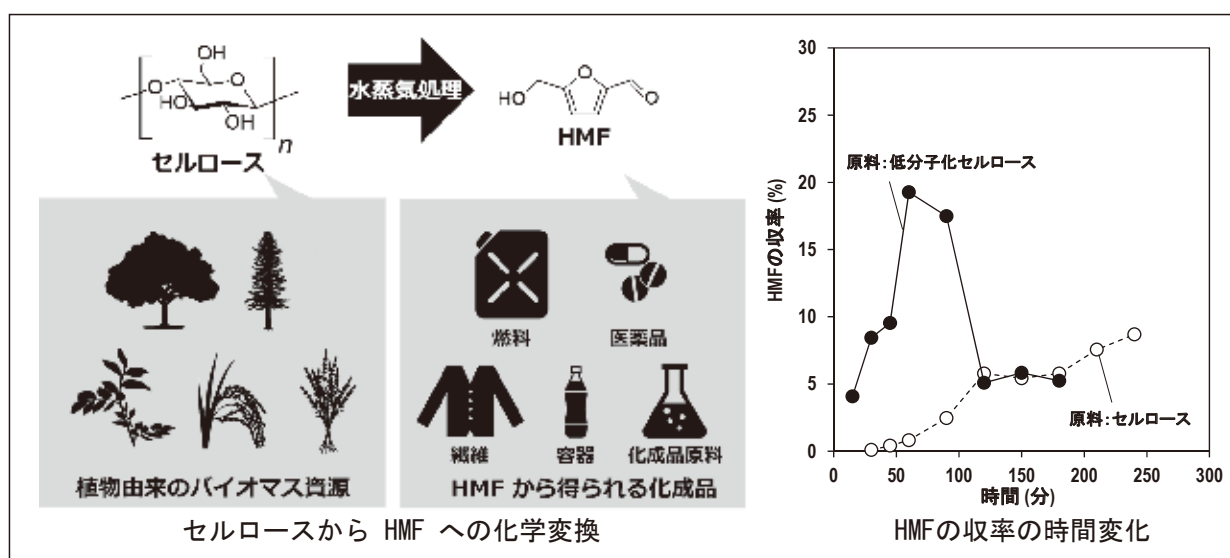 OH
O
O
HO
OH
n
セルロース
水蒸気処理
HO
O
O
HMF
植物由来のバイオマス資源
燃料
医薬品
繊維
容器
化成品原料
HMF から得られる化成品
セルロースから HMF への化学変換
HMFの収率(%)
30
25
20
15
10
5
0
原料:低分子化セルロース
原料:セルロース
0
50
100
150
200
250
300
時間(分)
HMFの収率の時間変化